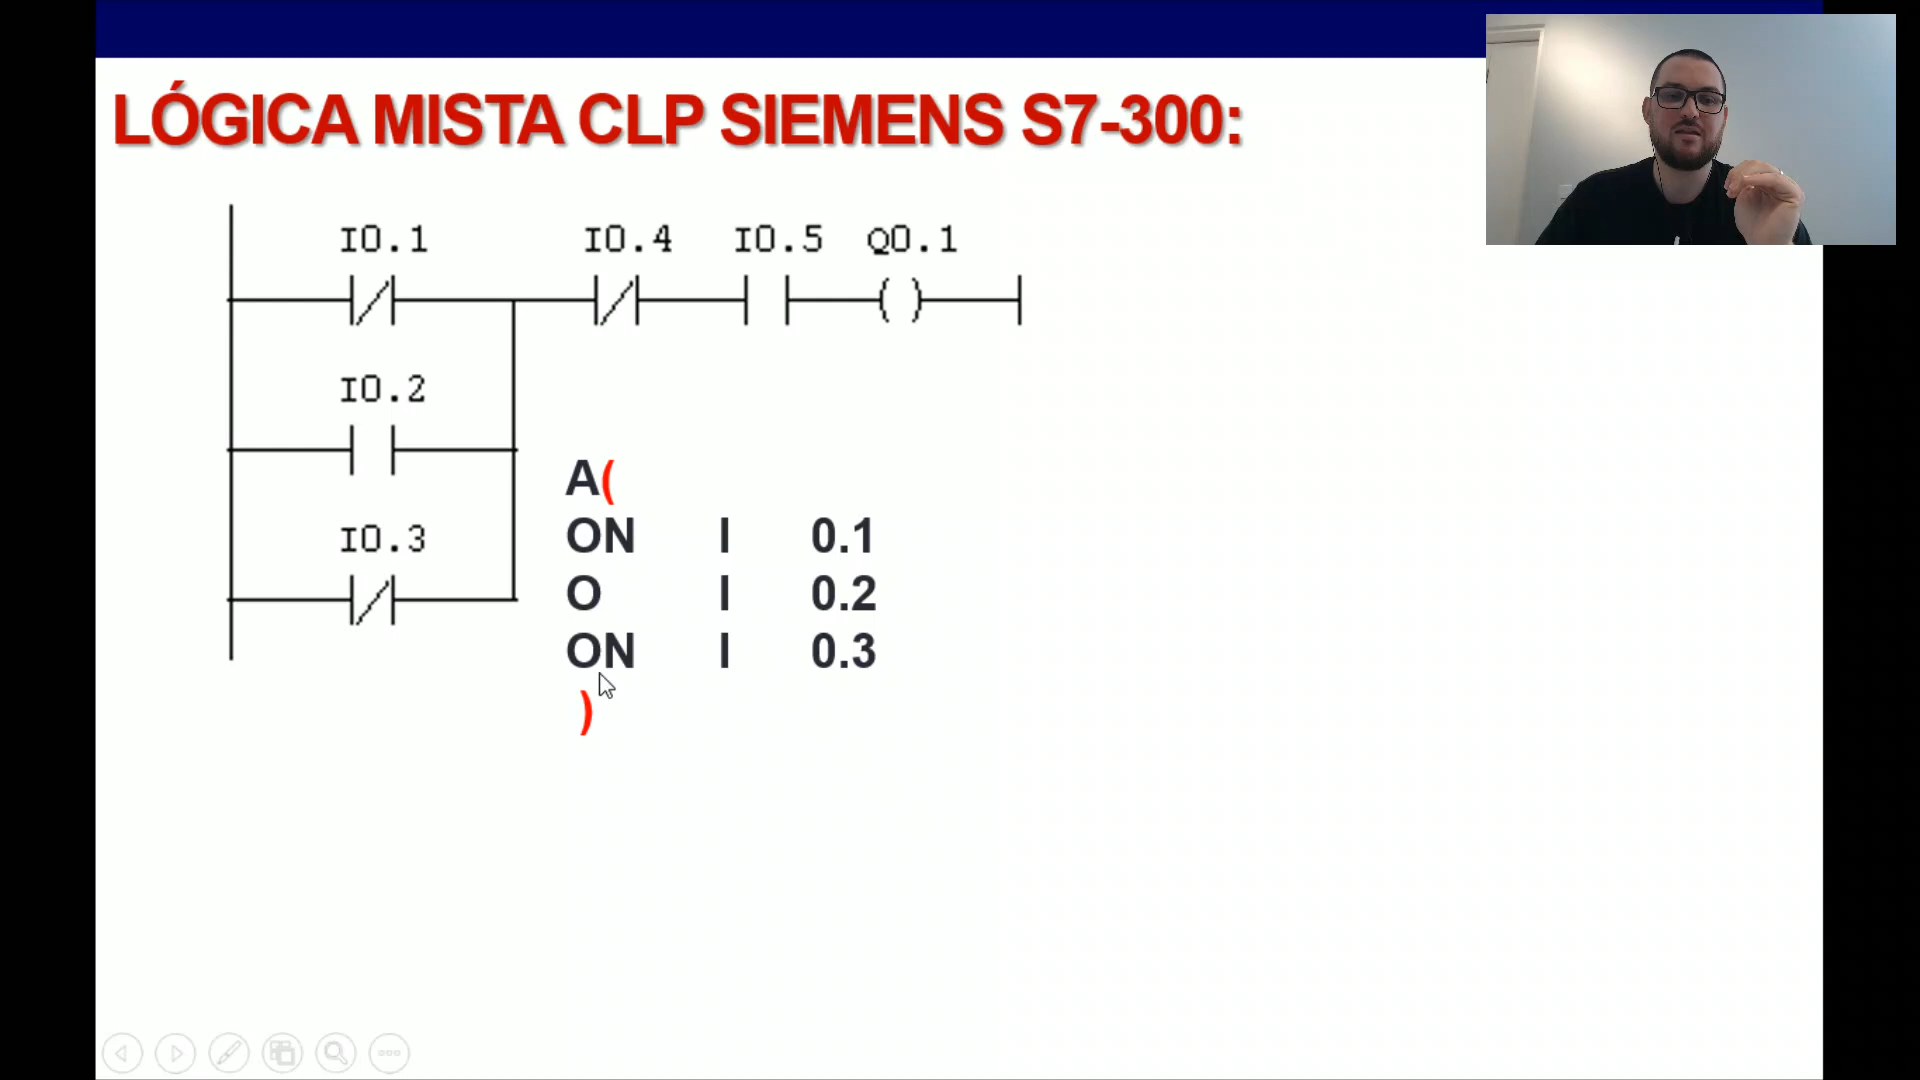 LÓGICA MISTA CLP SIEMENS S7-300:
I0.1 I0.4 I0.5 Q0.1
I0.2
I0.3
A(
ON I 0.1
O I 0.2
ON I 0.3
)